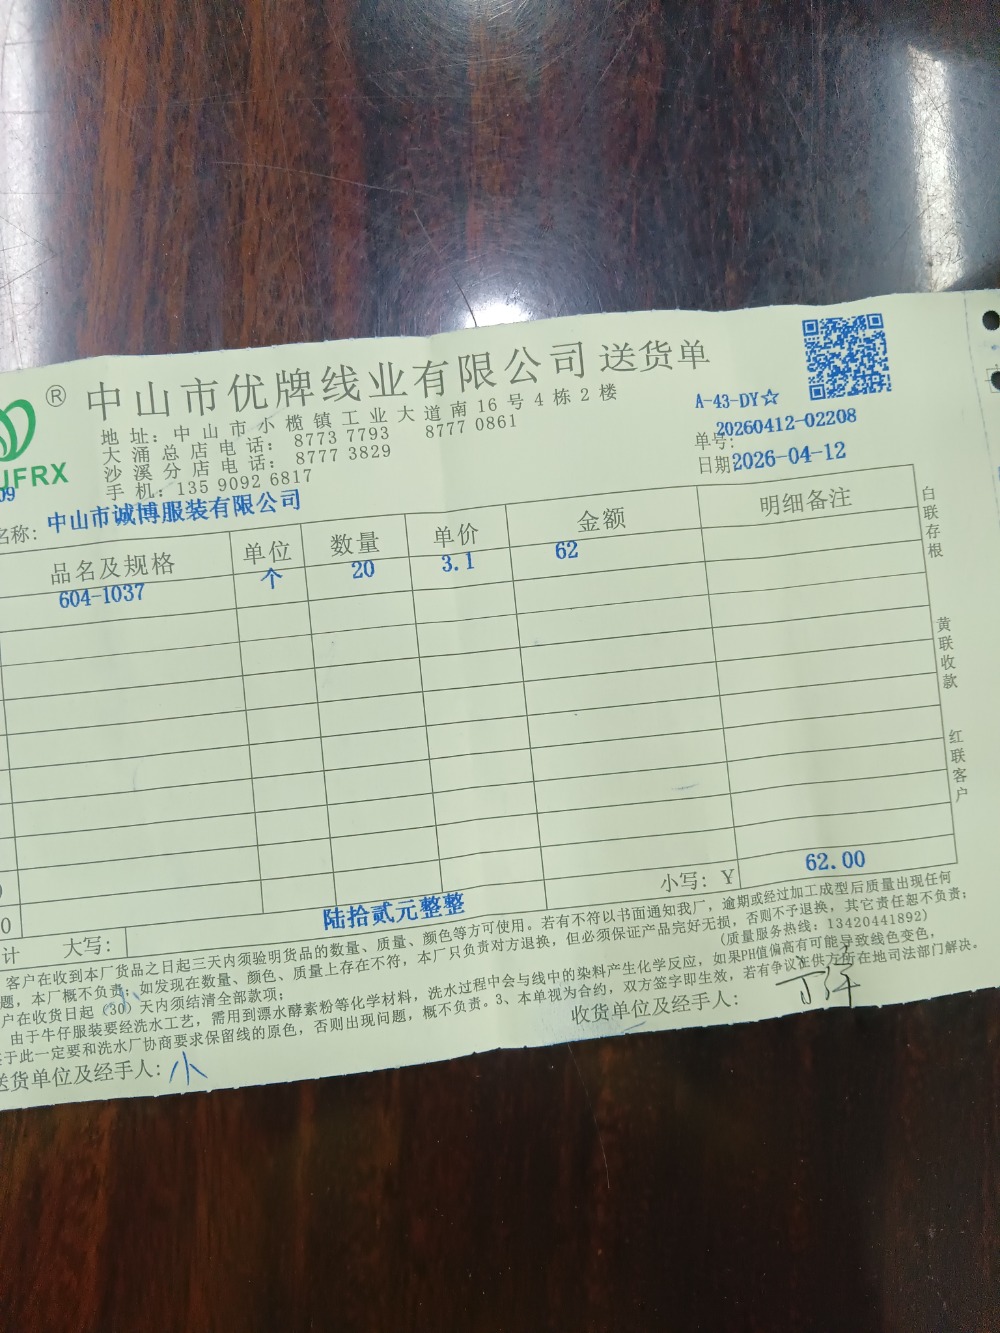 ® 中山市优牌线业有限公司 送货单
地址：中山市小榄镇工业大道南16号4栋2楼
大涌总店电话： 8773 7793 8777 0861
沙溪分店电话： 8777 3829
手机：135 9092 6817
A-43-DY☆
单号：20260412-02208
日期 2026-04-12
UFRX
09
名称：中山市诚博服装有限公司
品名及规格 单位 数量 单价 金额 明细备注
604-1037 个 20 3.1 62
白联存根
黄联收款
红联客户
0
计 大写： 陆拾贰元整整 小写：Y 62.00
客户在收到本厂货品之日起三天内须验明货品的数量、质量、颜色等方可使用。若有不符以书面通知我厂，逾期或经过加工成型后质量出现任何
题，本厂概不负责；如发现在数量、颜色、质量上存在不符，本厂只负责对方退换，但必须保证产品完好无损，否则不予退换，其它责任恕不负责；
户在收货日起（30）天内须结清全部款项； (质量服务热线：13420441892)
由于牛仔服装要经洗水工艺，需用到漂水酵素粉等化学材料，洗水过程中会与线中的染料产生化学反应，如果PH值偏高有可能导致线色变色，
于此一定要和洗水厂协商要求保留线的原色，否则出现问题，概不负责。3、本单视为合约，双方签字即生效，若有争议在供方所在地司法部门解决。
送货单位及经手人：小 收货单位及经手人：